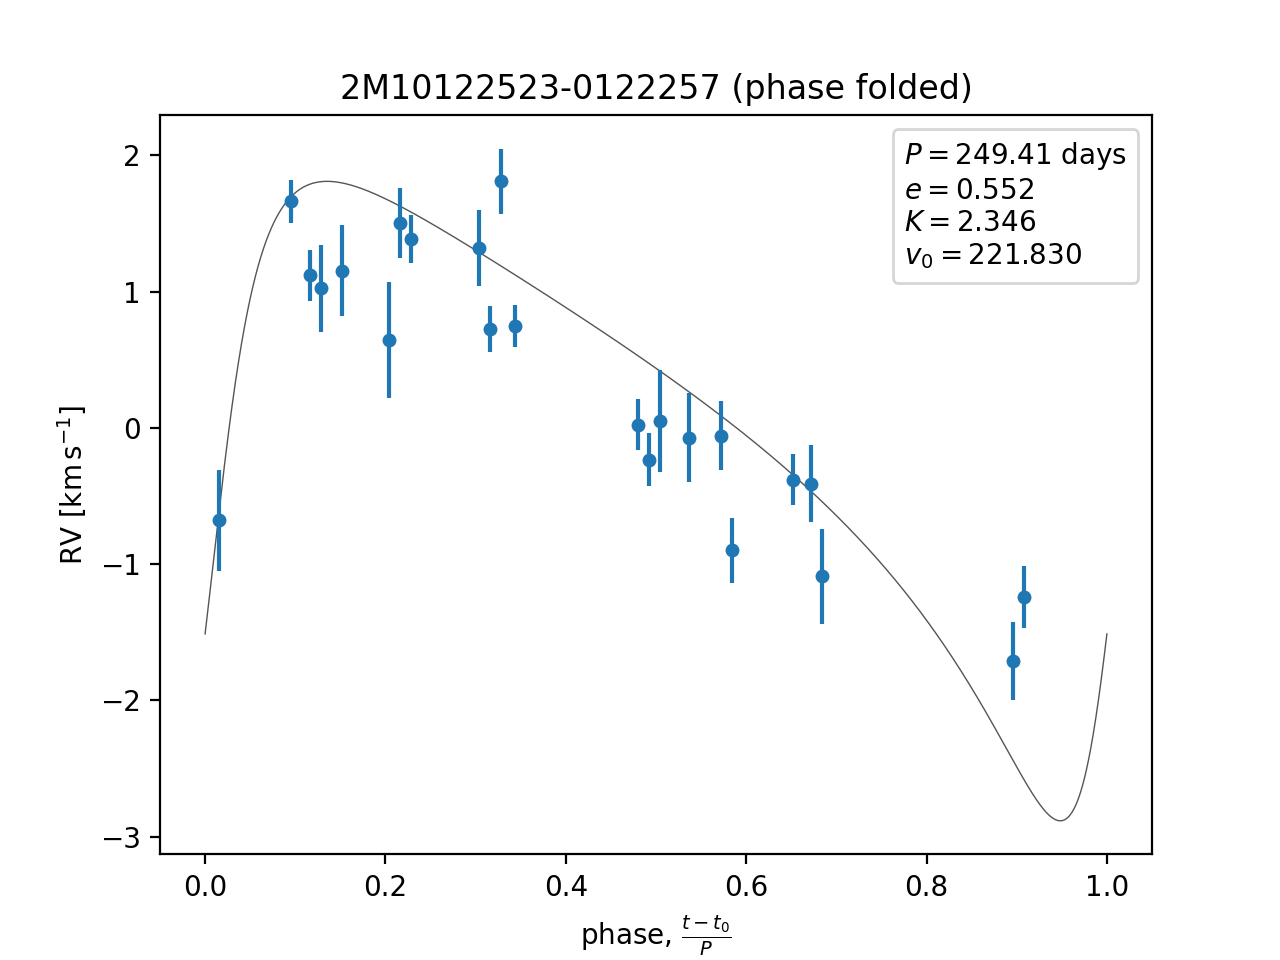 2M10122523-0122257 (phase folded)
P = 249.41 days
e = 0.552
K = 2.346
v₀ = 221.830
2
1
0
−1
−2
−3
RV [km s⁻¹]
0.0 0.2 0.4 0.6 0.8 1.0
phase, (t − t₀)/P